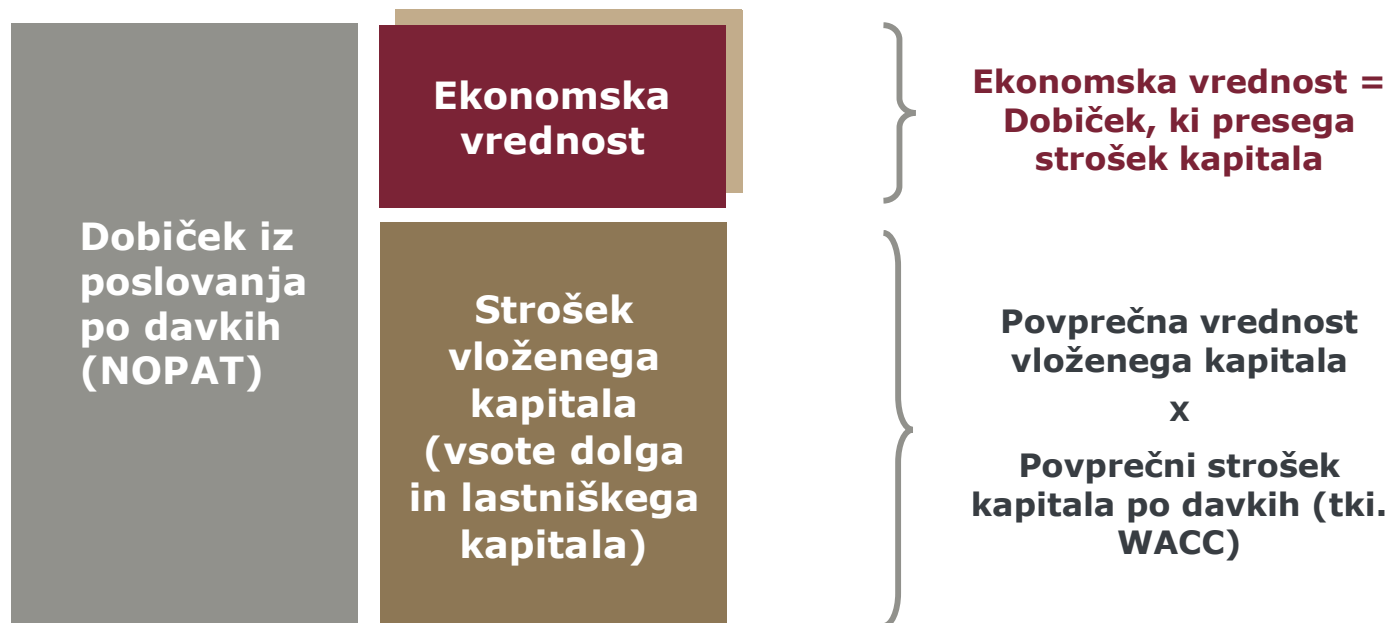 Dobiček iz
poslovanja
po davkih
(NOPAT)
Ekonomska
vrednost
Strošek
vloženega
kapitala
(vsote dolga
in lastniškega
kapitala)
Ekonomska vrednost =
Dobiček, ki presega
strošek kapitala
Povprečna vrednost
vloženega kapitala
x
Povprečni strošek
kapitala po davkih (tki.
WACC)